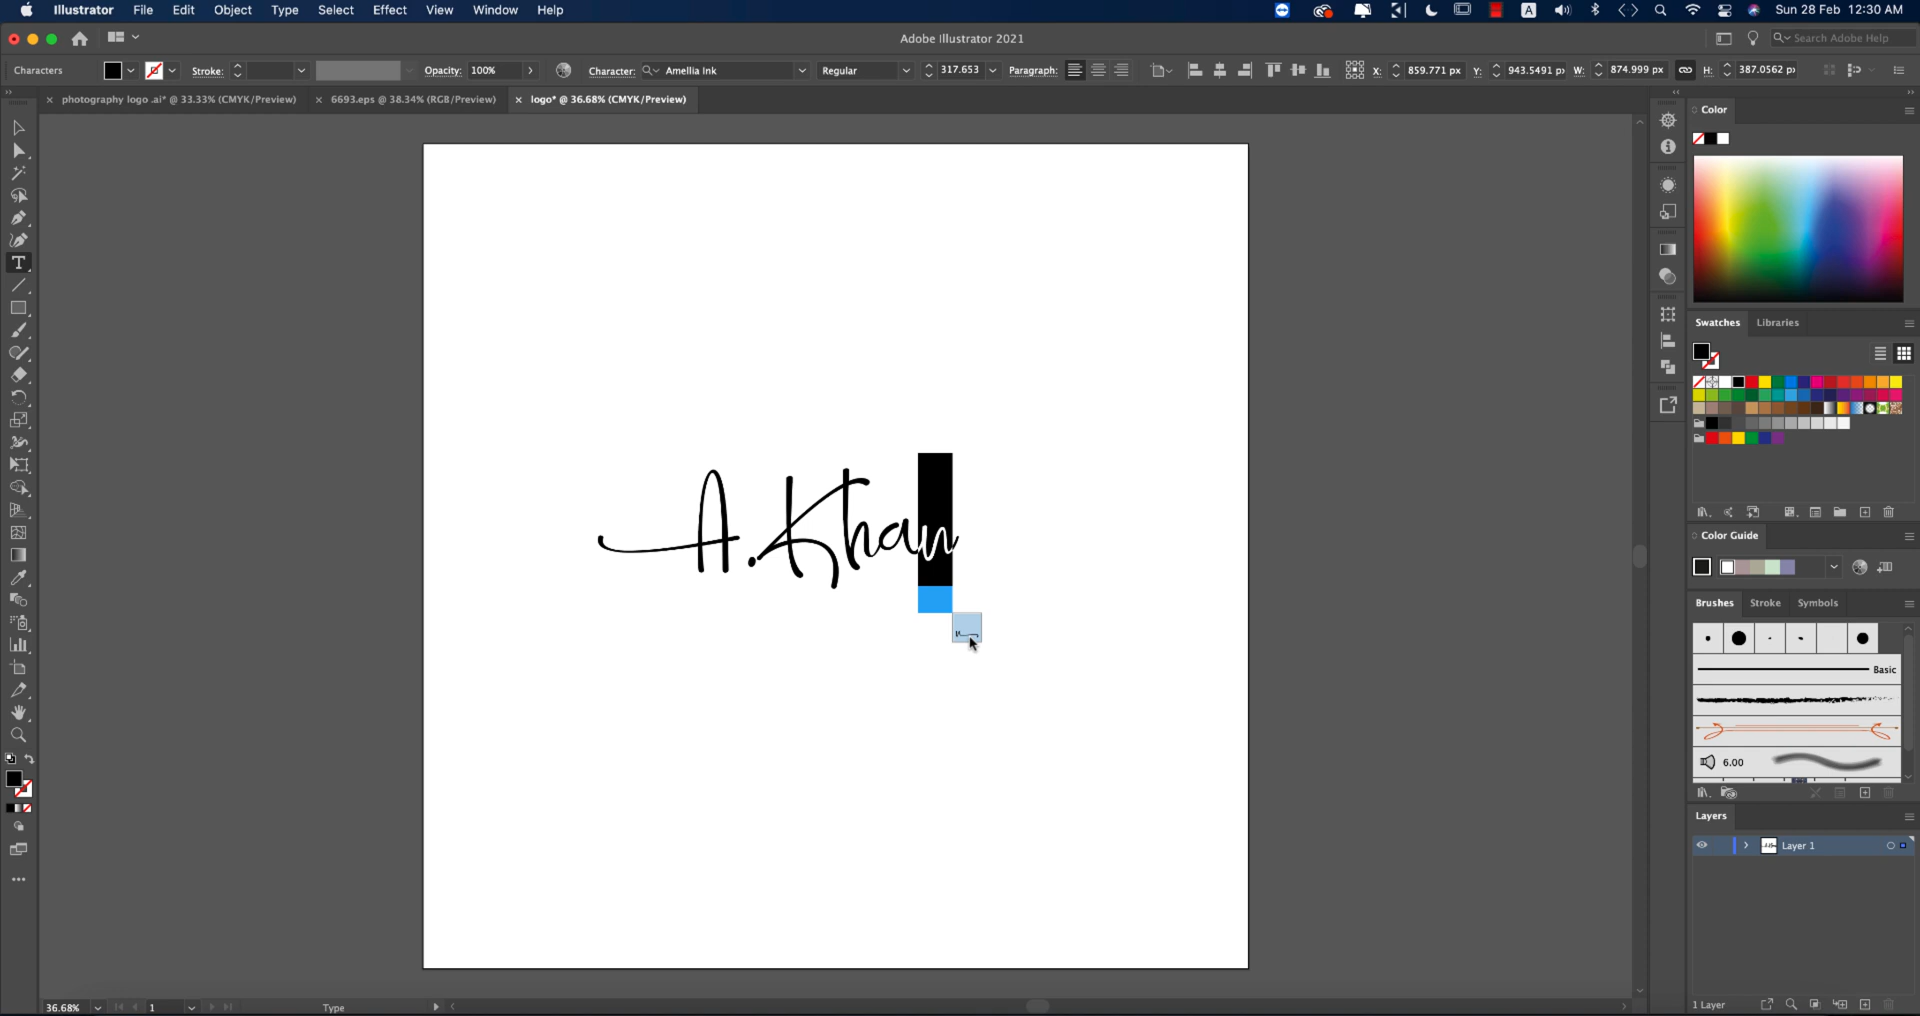 Illustrator File Edit Object Type Select Effect View Window Help A Sun 28 Feb 12:30 AM
Adobe Illustrator 2021 Search Adobe Help
Characters Stroke: Opacity: 100% Character: Amellia Ink Regular 317.653 Paragraph: X: 859.771 px Y: 943.5491 p W: 874.999 px H: 387.0562 p
photography logo .ai* @ 33.33% (CMYK/Preview) 6693.eps @ 38.34% (RGB/Preview) logo* @ 36.68% (CMYK/Preview)
Color
Swatches Libraries
A.Khan
Color Guide
Brushes Stroke Symbols
Basic
6.00
Layers
Layer 1
36.68% 1 Type 1 Layer